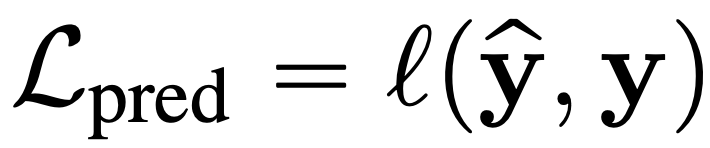 ℒ_pred = ℓ(ŷ, y)